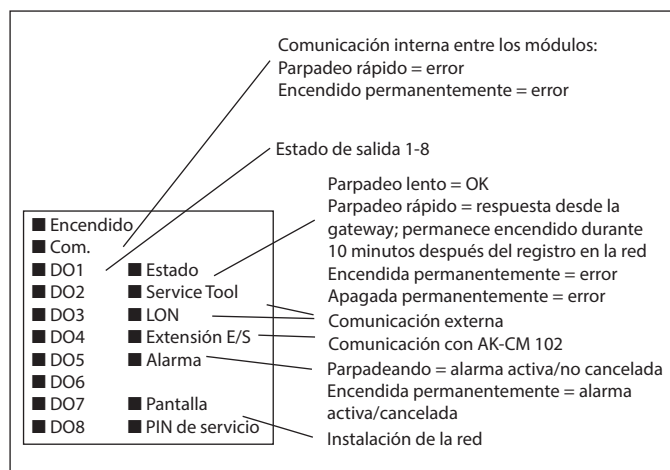 Comunicación interna entre los módulos:
Parpadeo rápido = error
Encendido permanentemente = error
Estado de salida 1-8
Parpadeo lento = OK
Parpadeo rápido = respuesta desde la
gateway; permanece encendido durante
10 minutos después del registro en la red
Encendida permanentemente = error
Apagada permanentemente = error
Comunicación externa
Comunicación con AK-CM 102
Parpadeando = alarma activa/no cancelada
Encendida permanentemente = alarma
activa/cancelada
Instalación de la red
■ Encendido
■ Com.
■ DO1 ■ Estado
■ DO2 ■ Service Tool
■ DO3 ■ LON
■ DO4 ■ Extensión E/S
■ DO5 ■ Alarma
■ DO6
■ DO7 ■ Pantalla
■ DO8 ■ PIN de servicio